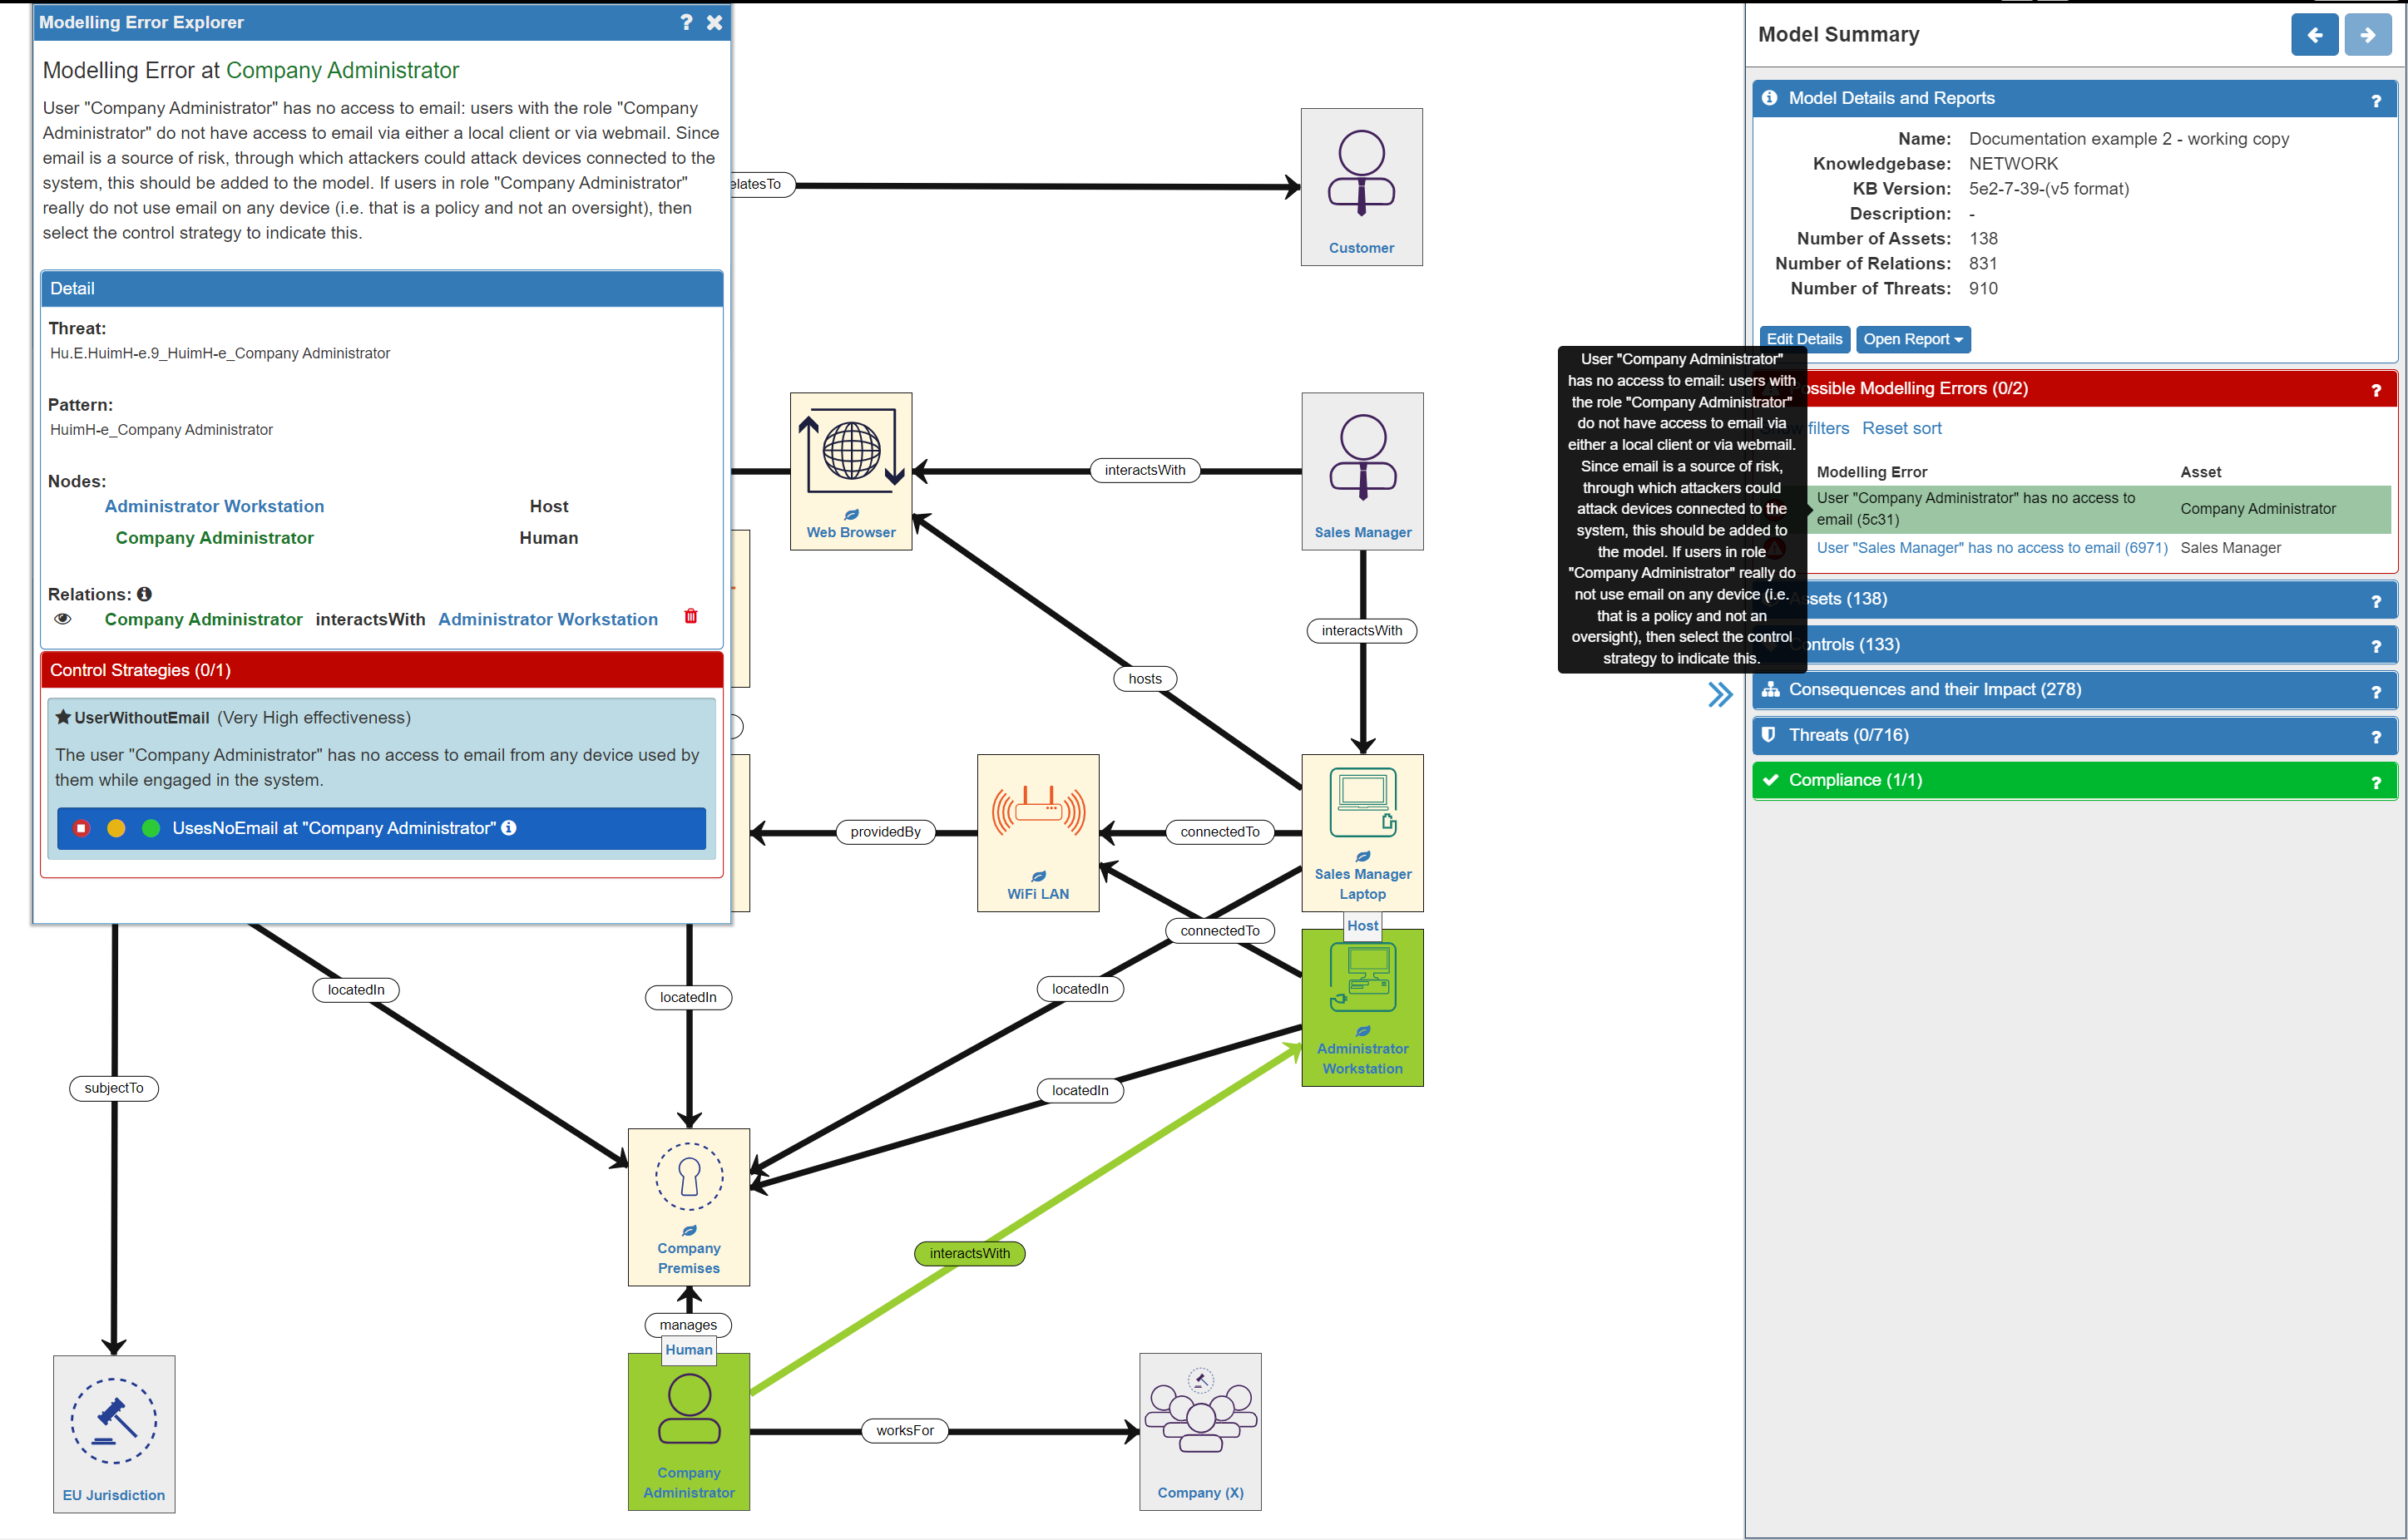 Modelling Error Explorer
?
Modelling Error at Company Administrator
User "Company Administrator" has no access to email: users with the role "Company
Administrator" do not have access to email via either a local client or via webmail. Since
email is a source of risk, through which attackers could attack devices connected to the
system, this should be added to the model. If users in role "Company Administrator"
really do not use email on any device (i.e. that is a policy and not an oversight), then
select the control strategy to indicate this.
Detail
Threat:
Hu.E.HuimH-e.9_HuimH-e_Company Administrator
Pattern:
HuimH-e_Company Administrator
Nodes:
Administrator Workstation Host
Company Administrator Human
Relations:
Company Administrator interactsWith Administrator Workstation
Control Strategies (0/1)
UserWithoutEmail (Very High effectiveness)
The user "Company Administrator" has no access to email from any device used by
them while engaged in the system.
UsesNoEmail at "Company Administrator"
elatesTo
Customer
Web Browser
interactsWith
Sales Manager
interactsWith
hosts
providedBy
WiFi LAN
connectedTo
Sales Manager
Laptop
connectedTo
Host
Administrator
Workstation
locatedIn
locatedIn
locatedIn
locatedIn
subjectTo
Company
Premises
interactsWith
manages
Human
Company
Administrator
worksFor
Company (X)
EU Jurisdiction
User "Company Administrator"
has no access to email: users with
the role "Company Administrator"
do not have access to email via
either a local client or via webmail.
Since email is a source of risk,
through which attackers could
attack devices connected to the
system, this should be added to
the model. If users in role
"Company Administrator" really do
not use email on any device (i.e.
that is a policy and not an
oversight), then select the control
strategy to indicate this.
Model Summary
Model Details and Reports ?
Name: Documentation example 2 - working copy
Knowledgebase: NETWORK
KB Version: 5e2-7-39-(v5 format)
Description: -
Number of Assets: 138
Number of Relations: 831
Number of Threats: 910
Edit Details Open Report
Possible Modelling Errors (0/2) ?
filters Reset sort
Modelling Error Asset
User "Company Administrator" has no access to
email (5c31) Company Administrator
User "Sales Manager" has no access to email (6971) Sales Manager
Assets (138) ?
Controls (133) ?
Consequences and their Impact (278) ?
Threats (0/716) ?
Compliance (1/1) ?